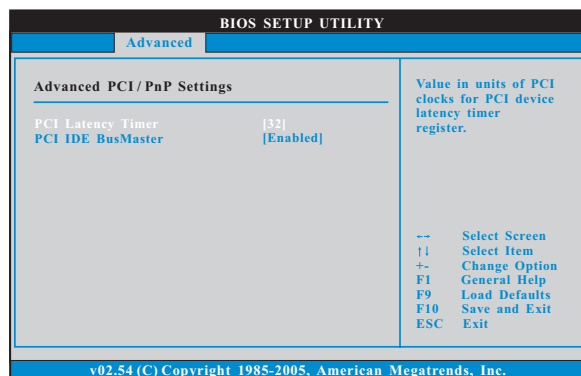 BIOS SETUP UTILITY
Advanced
Advanced PCI / PnP Settings
PCI Latency Timer [32]
PCI IDE BusMaster [Enabled]
Value in units of PCI
clocks for PCI device
latency timer
register.
←→ Select Screen
↑↓ Select Item
+- Change Option
F1 General Help
F9 Load Defaults
F10 Save and Exit
ESC Exit
v02.54 (C) Copyright 1985-2005, American Megatrends, Inc.